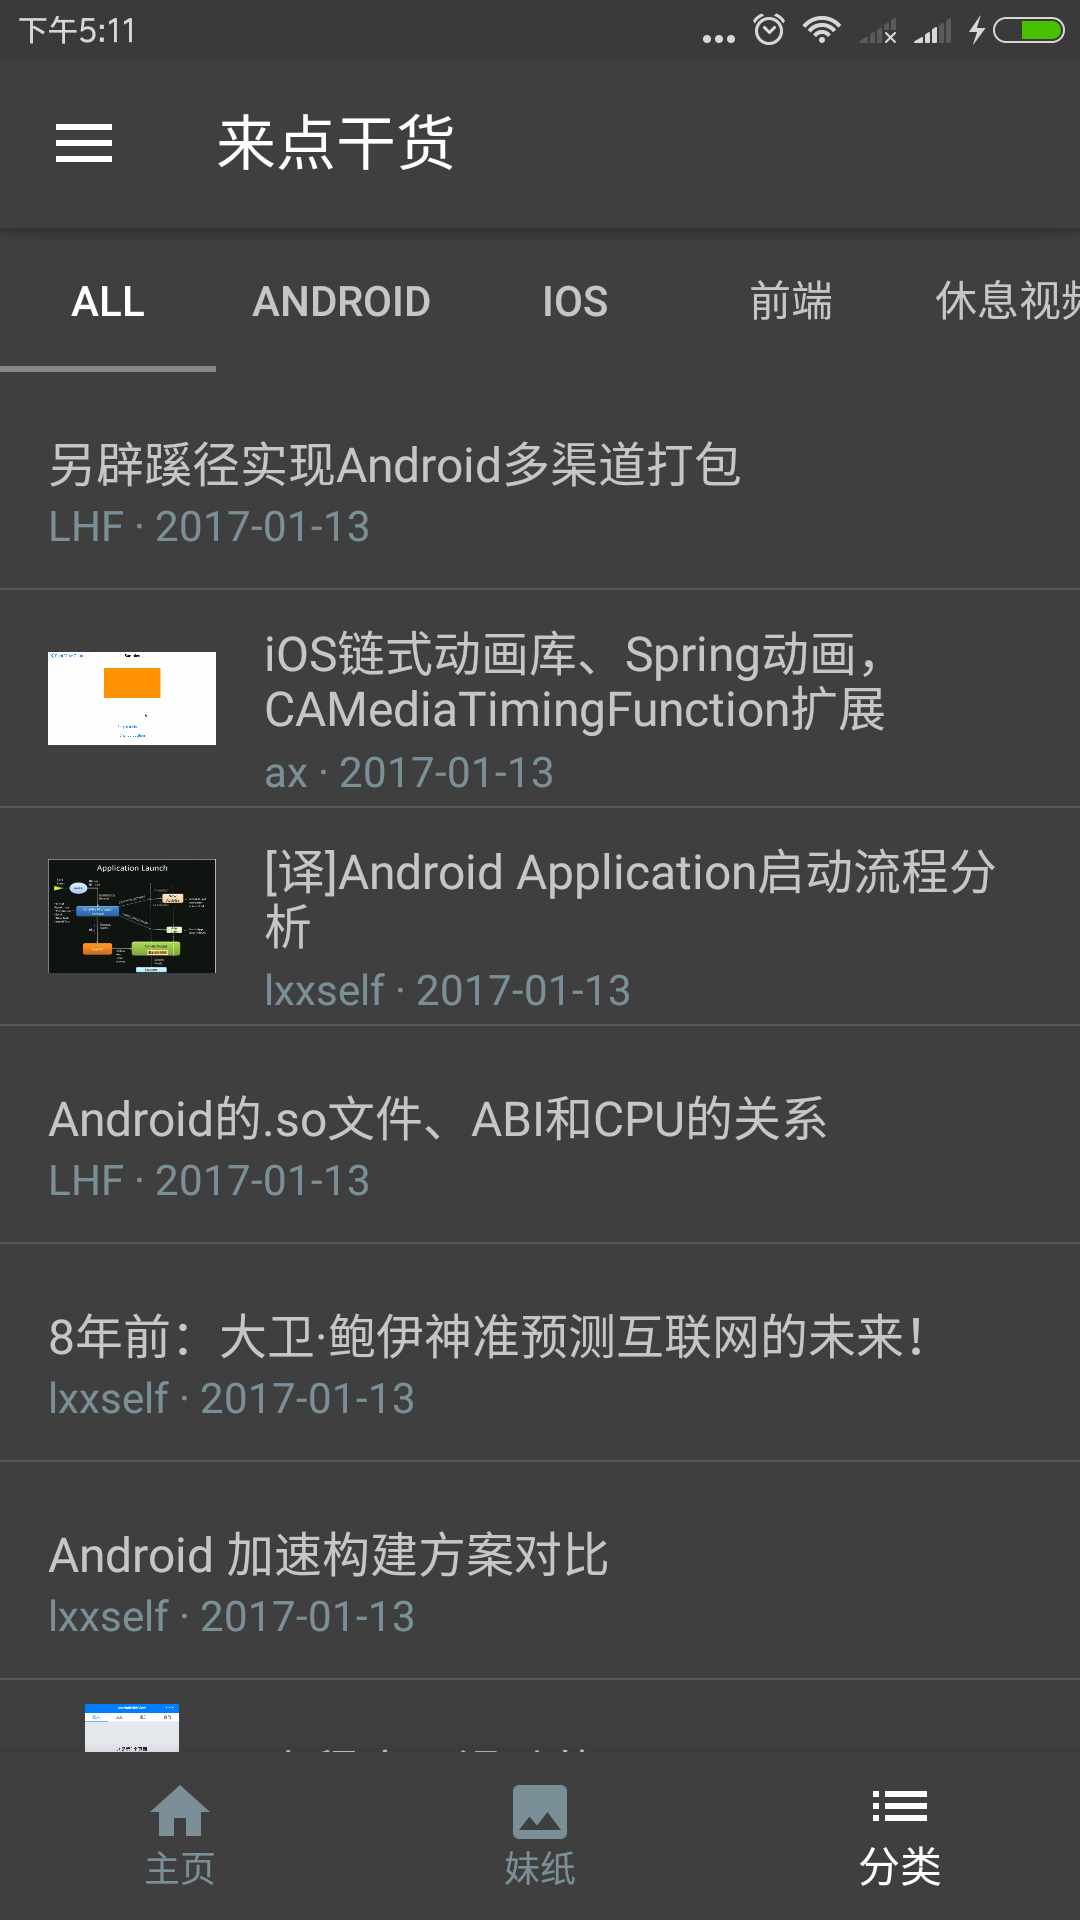 下午5:11
来点干货
ALL ANDROID IOS 前端 休息视频
另辟蹊径实现Android多渠道打包
LHF · 2017-01-13
iOS链式动画库、Spring动画，
CAMediaTimingFunction扩展
ax · 2017-01-13
Application Launch
[译]Android Application启动流程分
析
lxxself · 2017-01-13
Android的.so文件、ABI和CPU的关系
LHF · 2017-01-13
8年前：大卫·鲍伊神准预测互联网的未来！
lxxself · 2017-01-13
Android 加速构建方案对比
lxxself · 2017-01-13
主页 妹纸 分类